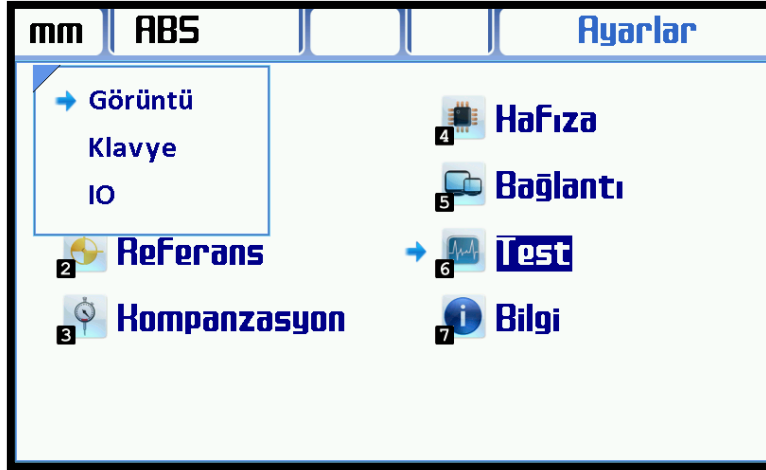 mm ABS Ayarlar
Görüntü
Klavye
IO
2 Referans
3 Kompanzasyon
4 Hafıza
5 Bağlantı
6 Test
7 Bilgi